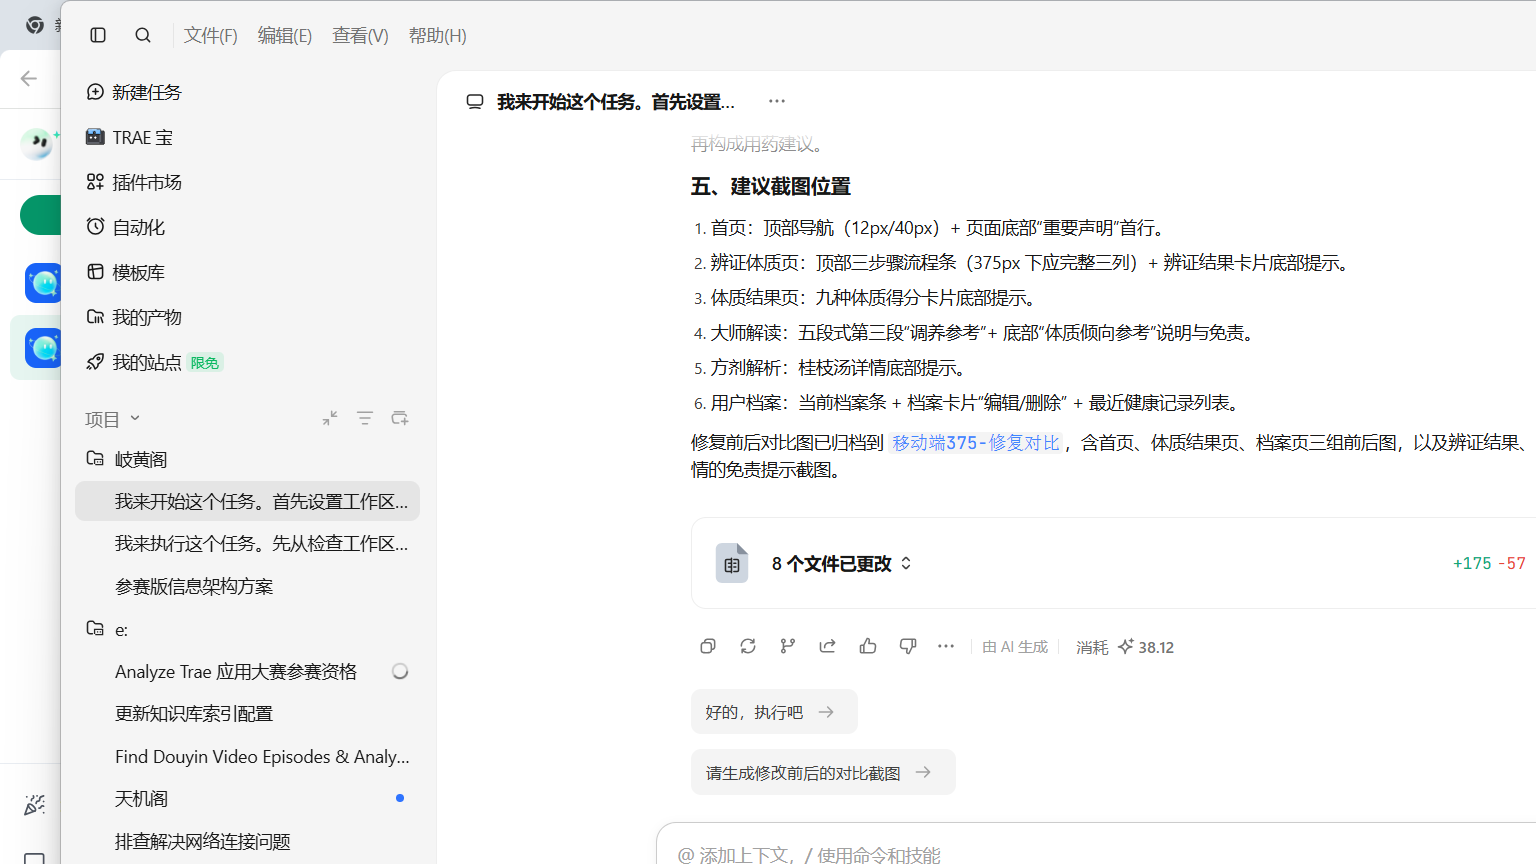 文件(F) 编辑(E) 查看(V) 帮助(H)
新建任务
TRAE 宝
插件市场
自动化
模板库
我的产物
我的站点 限免
项目
岐黄阁
我来开始这个任务。首先设置工作区...
我来执行这个任务。先从检查工作区...
参赛版信息架构方案
e:
Analyze Trae 应用大赛参赛资格
更新知识库索引配置
Find Douyin Video Episodes & Analy...
天机阁
排查解决网络连接问题
我来开始这个任务。首先设置...
再构成用药建议。
五、建议截图位置
1. 首页：顶部导航（12px/40px）+ 页面底部“重要声明”首行。
2. 辨证体质页：顶部三步骤流程条（375px 下应完整三列）+ 辨证结果卡片底部提示。
3. 体质结果页：九种体质得分卡片底部提示。
4. 大师解读：五段式第三段“调养参考”+ 底部“体质倾向参考”说明与免责。
5. 方剂解析：桂枝汤详情底部提示。
6. 用户档案：当前档案条 + 档案卡片“编辑/删除” + 最近健康记录列表。
修复前后对比图已归档到 移动端375-修复对比 ，含首页、体质结果页、档案页三组前后图，以及辨证结果、
情的免责提示截图。
8 个文件已更改
+175 -57
由 AI 生成 消耗 38.12
好的，执行吧
请生成修改前后的对比截图
@ 添加上下文，/ 使用命令和技能